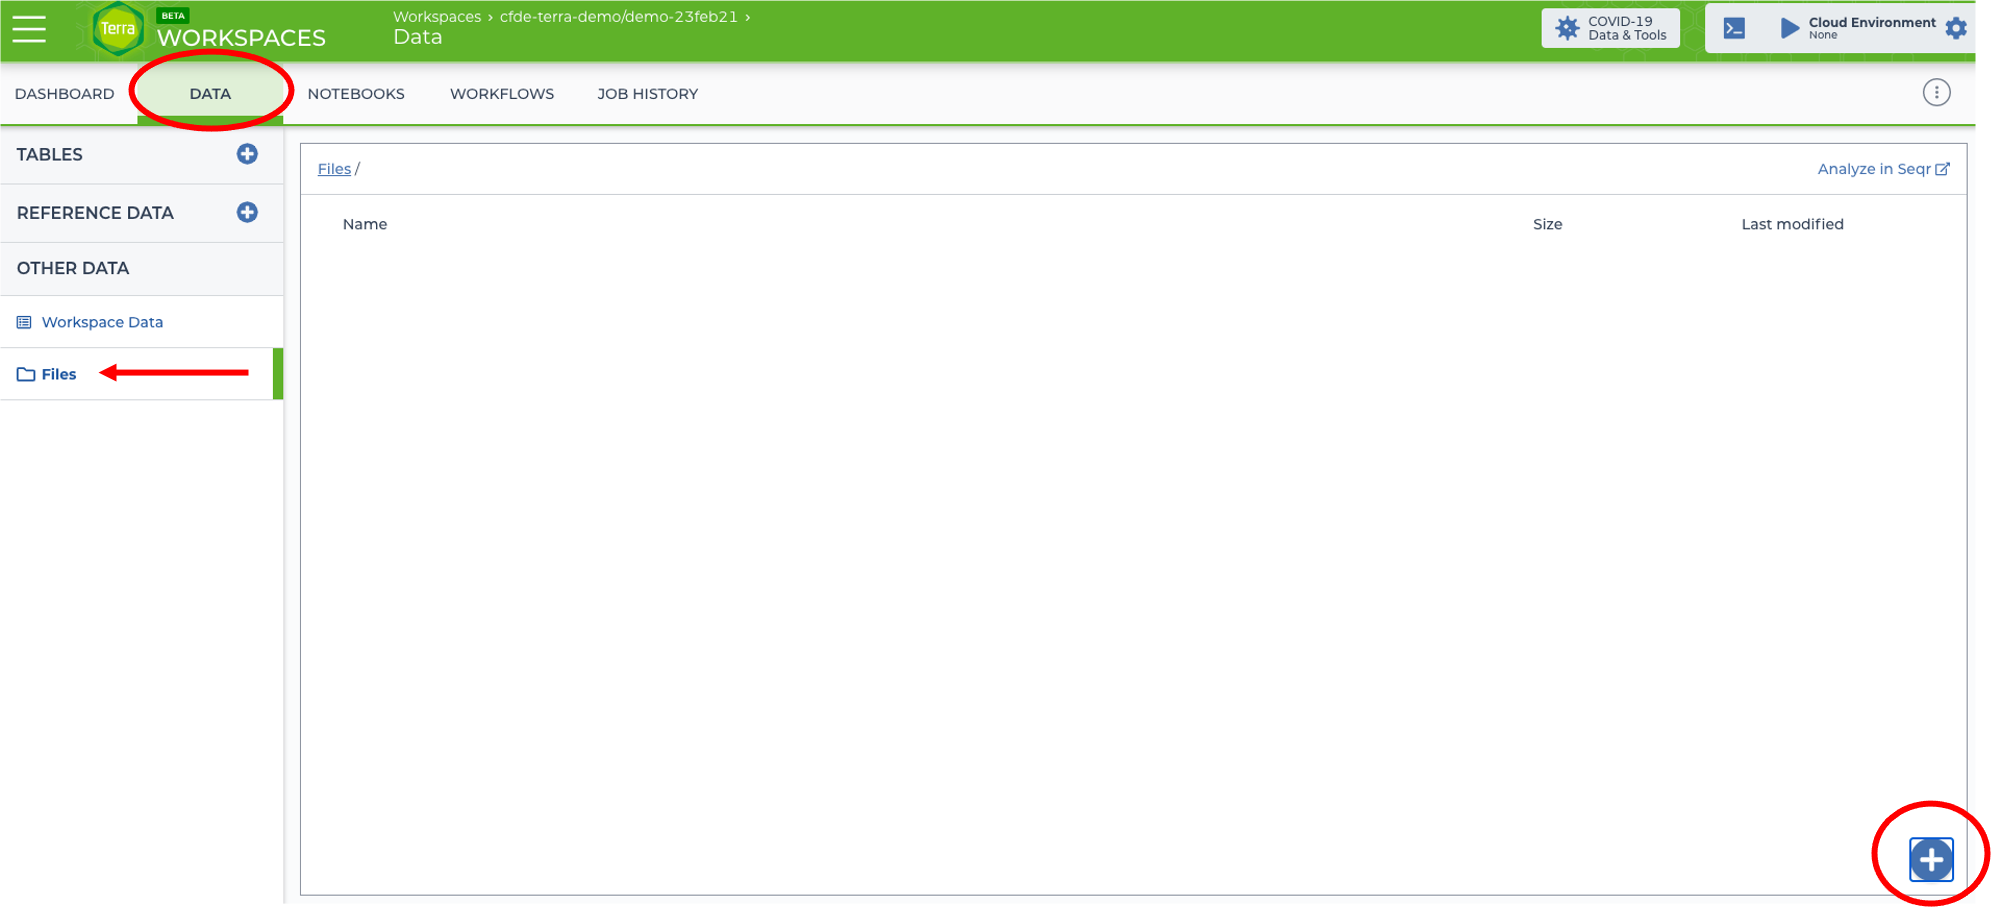 Terra
BETA
WORKSPACES
Workspaces › cfde-terra-demo/demo-23feb21 ›
Data
COVID-19
Data & Tools
Cloud Environment
None
DASHBOARD
DATA
NOTEBOOKS
WORKFLOWS
JOB HISTORY
TABLES
REFERENCE DATA
OTHER DATA
Workspace Data
Files
Files /
Analyze in Seqr
Name
Size
Last modified